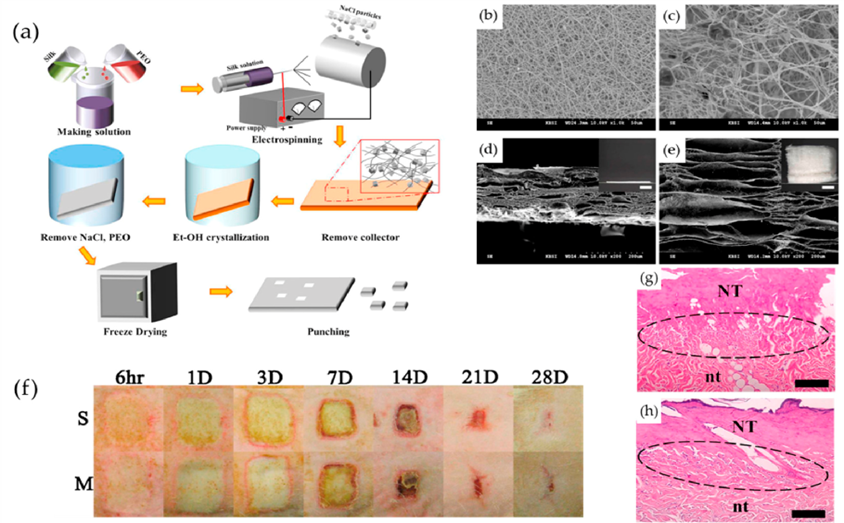 (a)
NaCl particles
Silk
PEO
Silk solution
Making solution
Power supply
+ -
Electrospinning
Remove NaCl, PEO
Et-OH crystallization
Remove collector
Freeze Drying
Punching
(b)
(c)
(d)
(e)
(f)
6hr 1D 3D 7D 14D 21D 28D
S
M
(g)
NT
nt
(h)
NT
nt